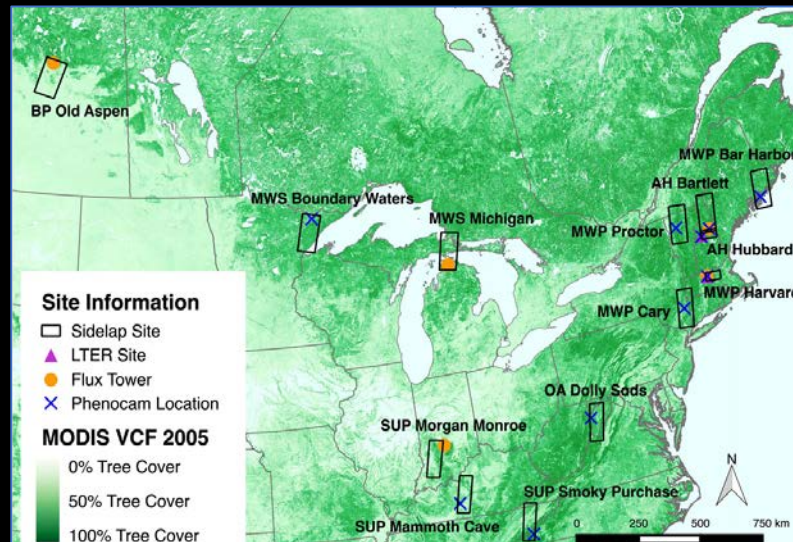 BP Old Aspen
MWP Bar Harbor
AH Bartlett
MWS Boundary Waters
MWS Michigan
MWP Proctor
AH Hubbard
MWP Harvard
MWP Cary
Site Information
Sidelap Site
LTER Site
Flux Tower
Phenocam Location
OA Dolly Sods
SUP Morgan Monroe
MODIS VCF 2005
0% Tree Cover
50% Tree Cover
100% Tree Cover
SUP Smoky Purchase
SUP Mammoth Cave
N
0 250 500 750 km